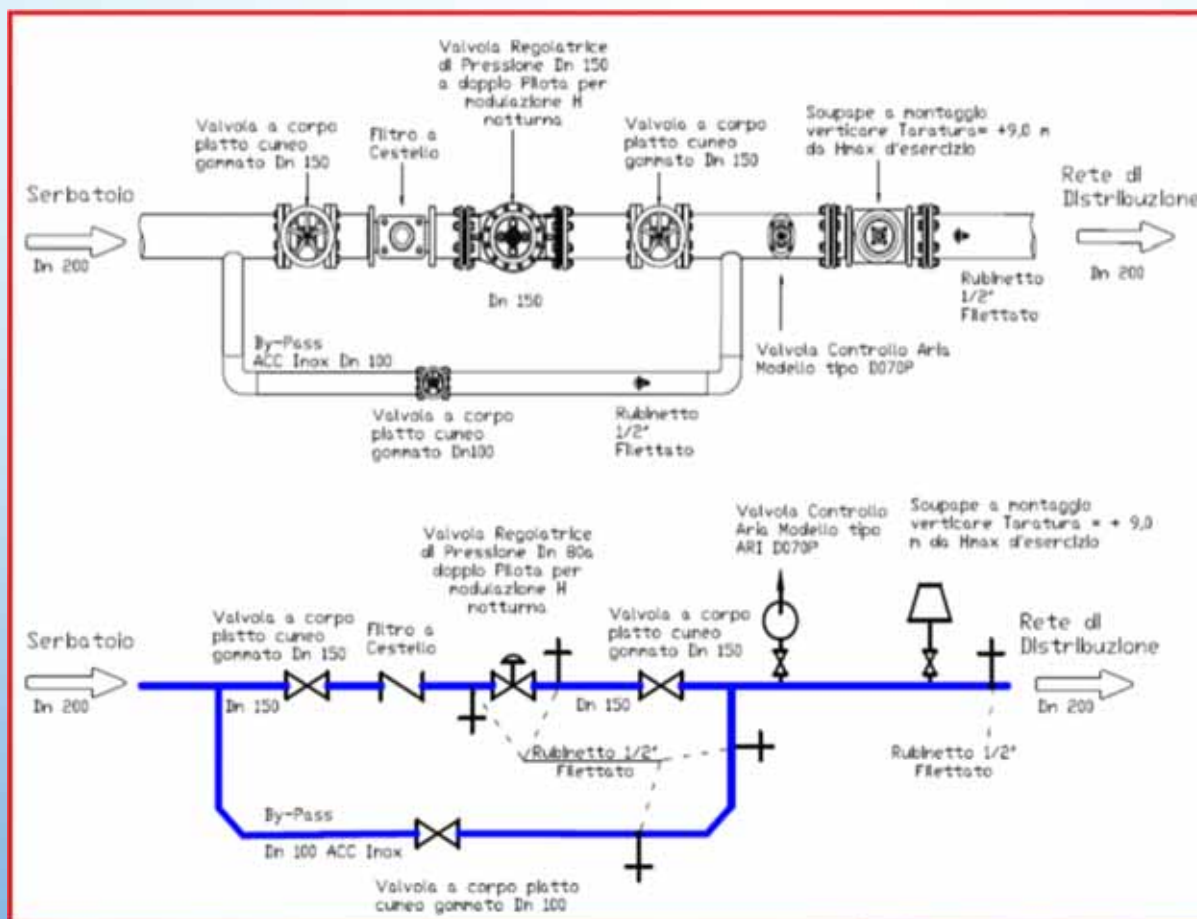 Valvola Regolatrice
di Pressione Dn 150
a doppio Pilota per
modulazione H
notturna
Valvola a corpo
piatto cuneo
gommato Dn 150
Filtro a
Cestello
Valvola a corpo
piatto cuneo
gommato Dn 150
Soupape a montaggio
verticare Taratura= +9,0 m
da Hmax d'esercizio
Serbatoio
Rete di
Distribuzione
Dn 200
Dn 200
Dn 150
Rubinetto
1/2"
Filettato
By-Pass
ACC Inox Dn 100
Valvola Controllo Aria
Modello tipo D070P
Valvola a corpo
piatto cuneo
gommato Dn100
Rubinetto
1/2"
Filettato
Valvola Regolatrice
di Pressione Dn 80a
doppio Pilota per
modulazione H
notturna
Valvola Controllo
Aria Modello tipo
ARI D070P
Soupape a montaggio
verticare Taratura = + 9,0
m da Hmax d'esercizio
Valvola a corpo
piatto cuneo
gommato Dn 150
Filtro a
Cestello
Valvola a corpo
piatto cuneo
gommato Dn 150
Serbatoio
Rete di
Distribuzione
Dn 200
Dn 150
Dn 150
Dn 200
Rubinetto 1/2"
Filettato
Rubinetto 1/2"
Filettato
By-Pass
Dn 100 ACC Inox
Valvola a corpo piatto
cuneo gommato Dn 100